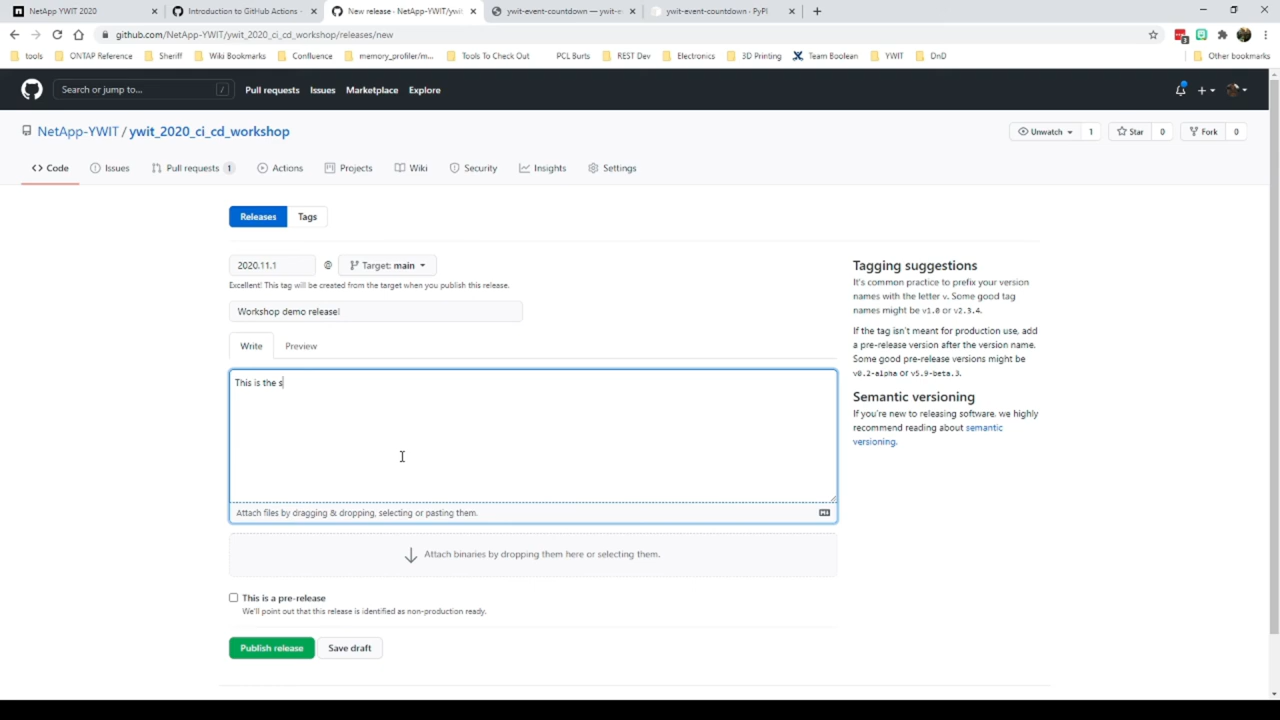 NetApp YWIT 2020
Introduction to GitHub Actions -
New release · NetApp-YWIT/ywit
ywit-event-countdown — ywit-e
ywit-event-countdown · PyPI
github.com/NetApp-YWIT/ywit_2020_ci_cd_workshop/releases/new
tools
ONTAP Reference
Sheriff
Wiki Bookmarks
Confluence
memory_profiler/m...
Tools To Check Out
PCL Burts
REST Dev
Electronics
3D Printing
Team Boolean
YWIT
DnD
Other bookmarks
Search or jump to...
/
Pull requests
Issues
Marketplace
Explore
NetApp-YWIT / ywit_2020_ci_cd_workshop
Unwatch
1
Star
0
Fork
0
Code
Issues
Pull requests 1
Actions
Projects
Wiki
Security
Insights
Settings
Releases
Tags
2020.11.1
@
Target: main
Excellent! This tag will be created from the target when you publish this release.
Workshop demo release!
Write
Preview
This is the s
Attach files by dragging & dropping, selecting or pasting them.
Attach binaries by dropping them here or selecting them.
This is a pre-release
We'll point out that this release is identified as non-production ready.
Publish release
Save draft
Tagging suggestions
It's common practice to prefix your version
names with the letter v. Some good tag
names might be v1.0 or v2.3.4.
If the tag isn't meant for production use, add
a pre-release version after the version name.
Some good pre-release versions might be
v0.2-alpha or v5.9-beta.3.
Semantic versioning
If you're new to releasing software, we highly
recommend reading about semantic
versioning.